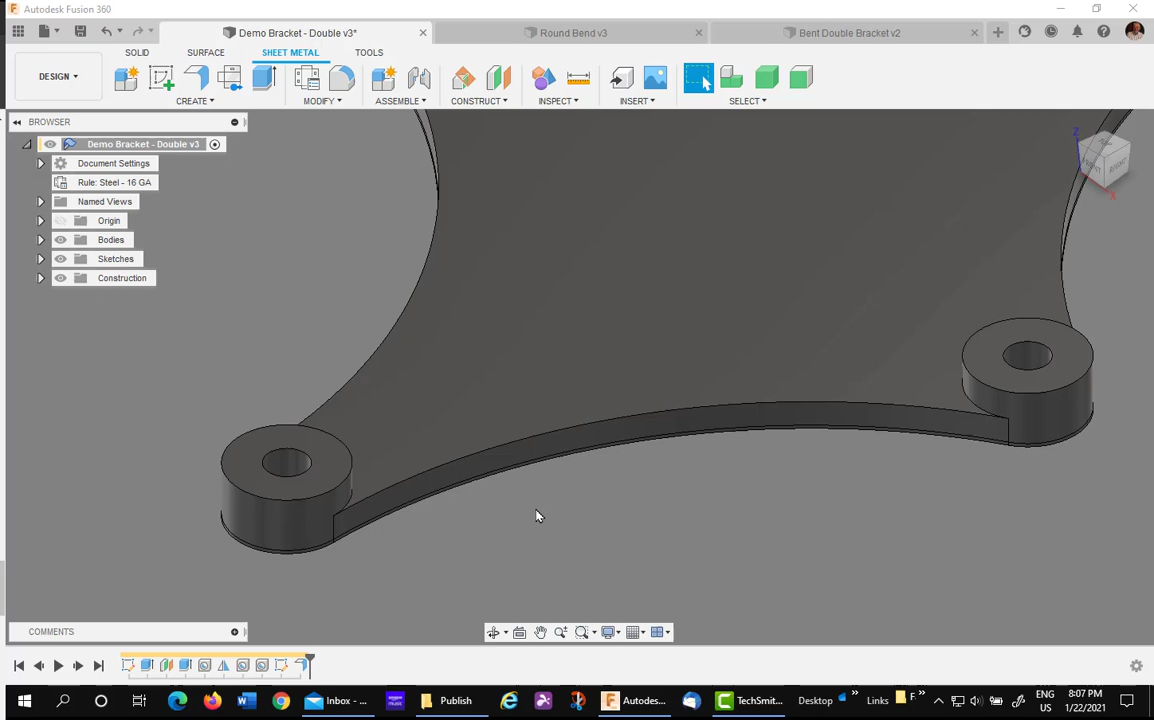 Autodesk Fusion 360
Demo Bracket - Double v3*
Round Bend v3
Bent Double Bracket v2
SOLID
SURFACE
SHEET METAL
TOOLS
DESIGN
CREATE
MODIFY
ASSEMBLE
CONSTRUCT
INSPECT
INSERT
SELECT
BROWSER
Demo Bracket - Double v3
Document Settings
Rule: Steel - 16 GA
Named Views
Origin
Bodies
Sketches
Construction
Z
X
RIGHT
COMMENTS
Inbox - ...
Publish
Autodes...
TechSmit...
Desktop
Links
F...
ENG
US
8:07 PM
1/22/2021